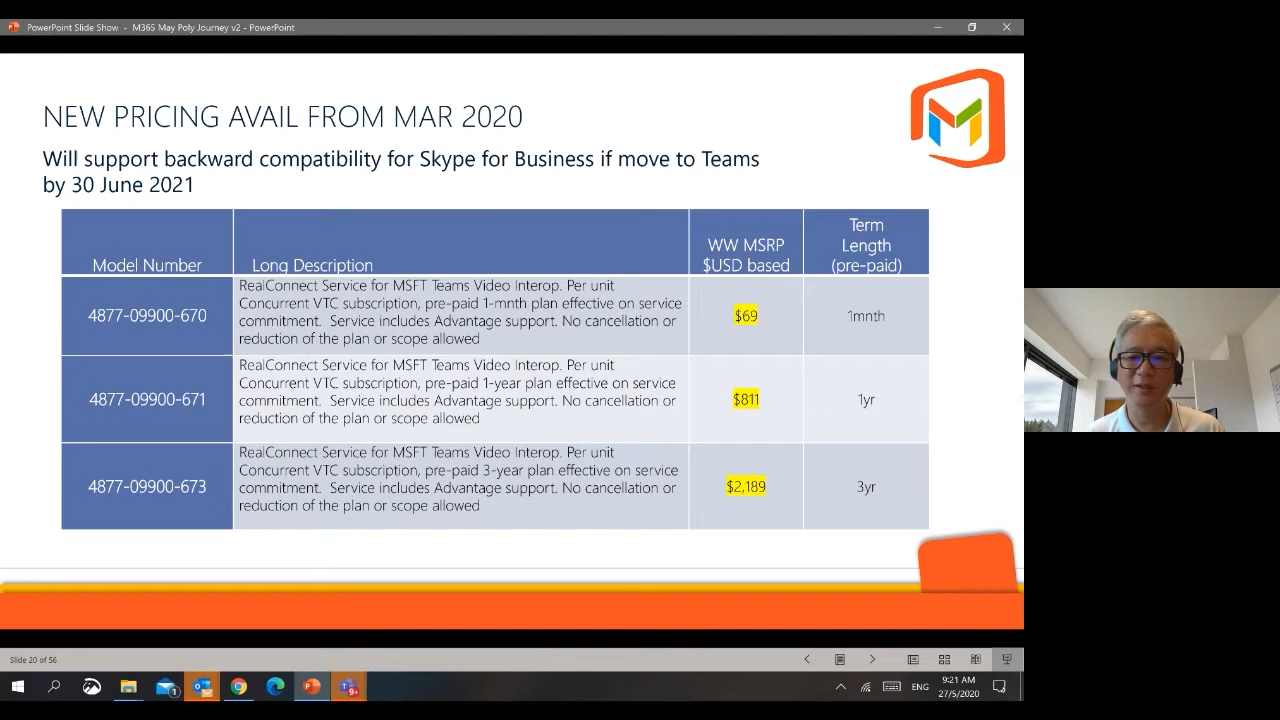 PowerPoint Slide Show - M365 May Poly Journey v2 - PowerPoint
NEW PRICING AVAIL FROM MAR 2020
Will support backward compatibility for Skype for Business if move to Teams
by 30 June 2021
Model Number
Long Description
WW MSRP
$USD based
Term
Length
(pre-paid)
4877-09900-670
RealConnect Service for MSFT Teams Video Interop. Per unit
Concurrent VTC subscription, pre-paid 1-mnth plan effective on service
commitment. Service includes Advantage support. No cancellation or
reduction of the plan or scope allowed
$69
1mnth
4877-09900-671
RealConnect Service for MSFT Teams Video Interop. Per unit
Concurrent VTC subscription, pre-paid 1-year plan effective on service
commitment. Service includes Advantage support. No cancellation or
reduction of the plan or scope allowed
$811
1yr
4877-09900-673
RealConnect Service for MSFT Teams Video Interop. Per unit
Concurrent VTC subscription, pre-paid 3-year plan effective on service
commitment. Service includes Advantage support. No cancellation or
reduction of the plan or scope allowed
$2,189
3yr
Slide 20 of 56
1
9+
ENG
9:21 AM
27/5/2020